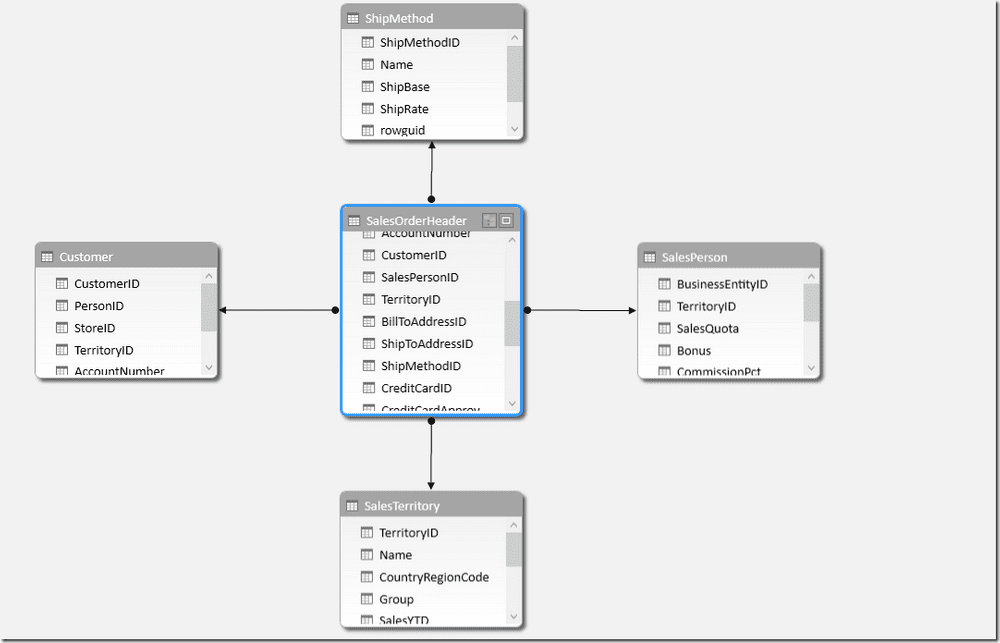 ShipMethod
ShipMethodID
Name
ShipBase
ShipRate
rowguid
SalesOrderHeader
AccountNumber
CustomerID
SalesPersonID
TerritoryID
BillToAddressID
ShipToAddressID
ShipMethodID
CreditCardID
CreditCardApprov
Customer
CustomerID
PersonID
StoreID
TerritoryID
AccountNumber
SalesPerson
BusinessEntityID
TerritoryID
SalesQuota
Bonus
CommissionPct
SalesTerritory
TerritoryID
Name
CountryRegionCode
Group
SalesYTD